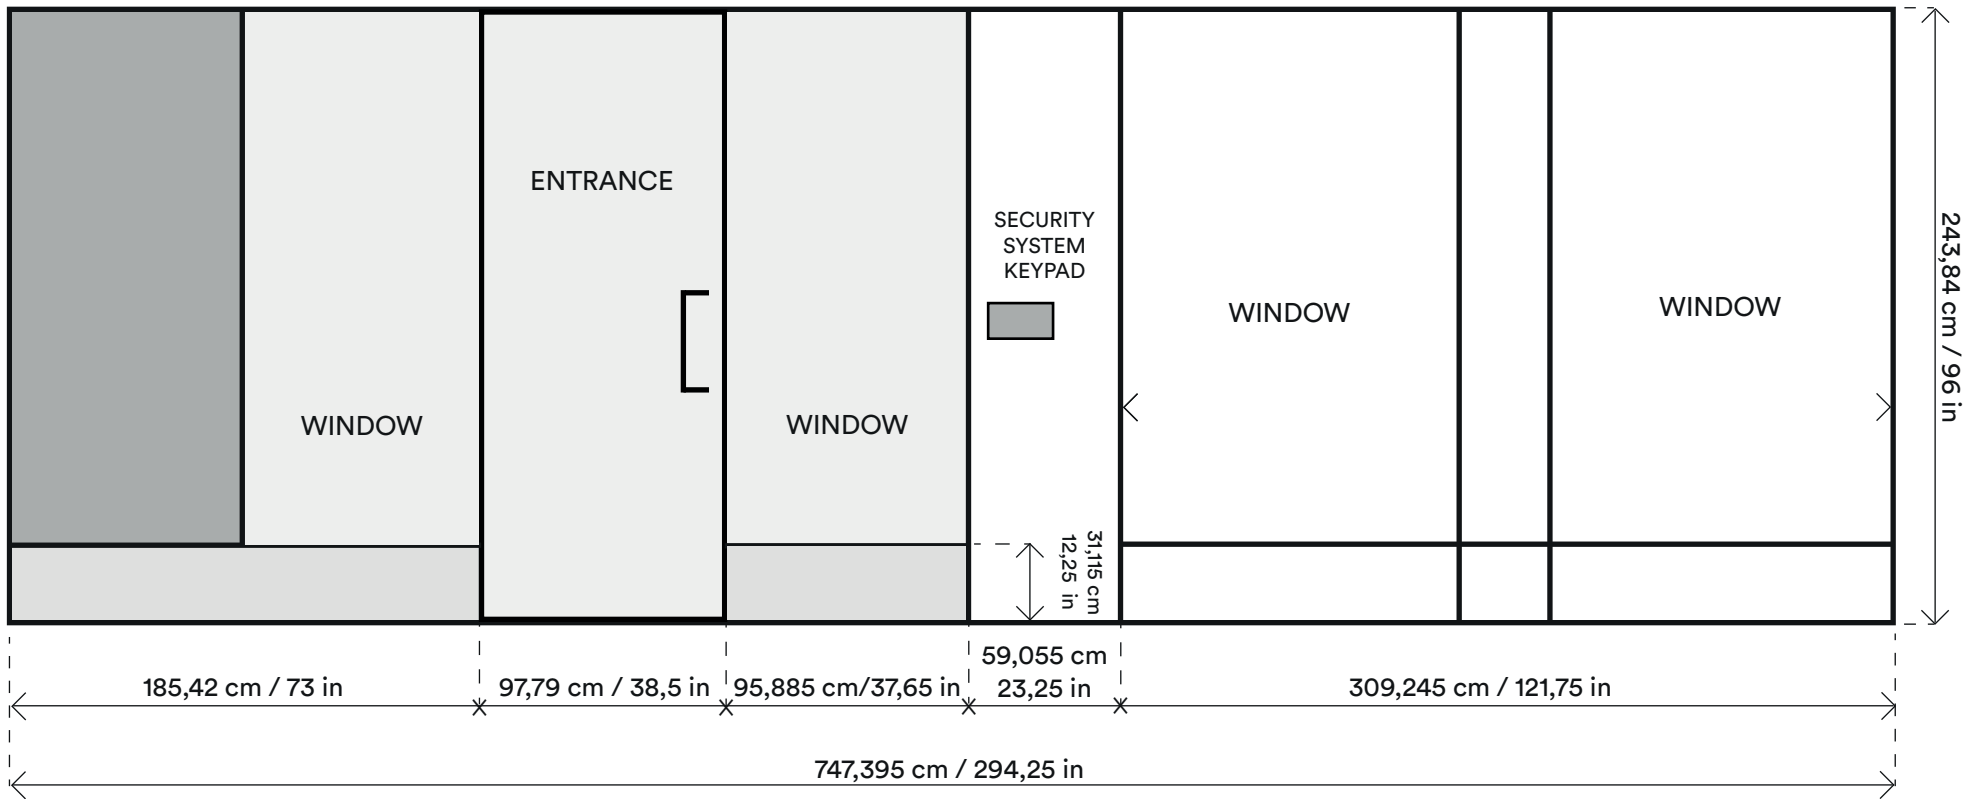 ENTRANCE
SECURITY
SYSTEM
KEYPAD
WINDOW
WINDOW
WINDOW
WINDOW
243,84 cm / 96 in
31,115 cm
12,25 in
59,055 cm
23,25 in
185,42 cm / 73 in
97,79 cm / 38,5 in
95,885 cm/37,65 in
309,245 cm / 121,75 in
747,395 cm / 294,25 in